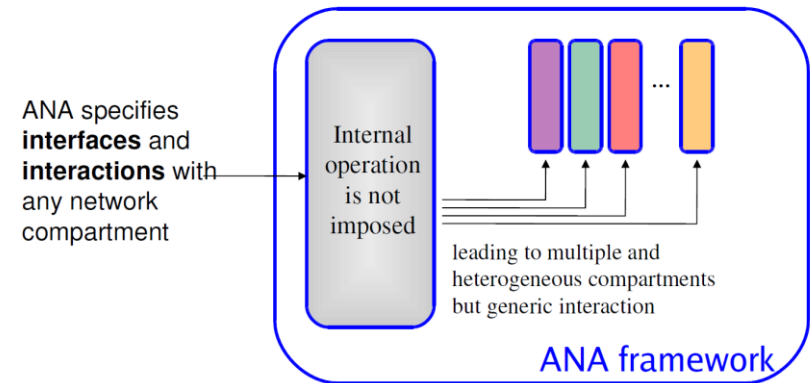 ANA specifies
interfaces and
interactions with
any network
compartment
Internal
operation
is not
imposed
...
leading to multiple and
heterogeneous compartments
but generic interaction
ANA framework